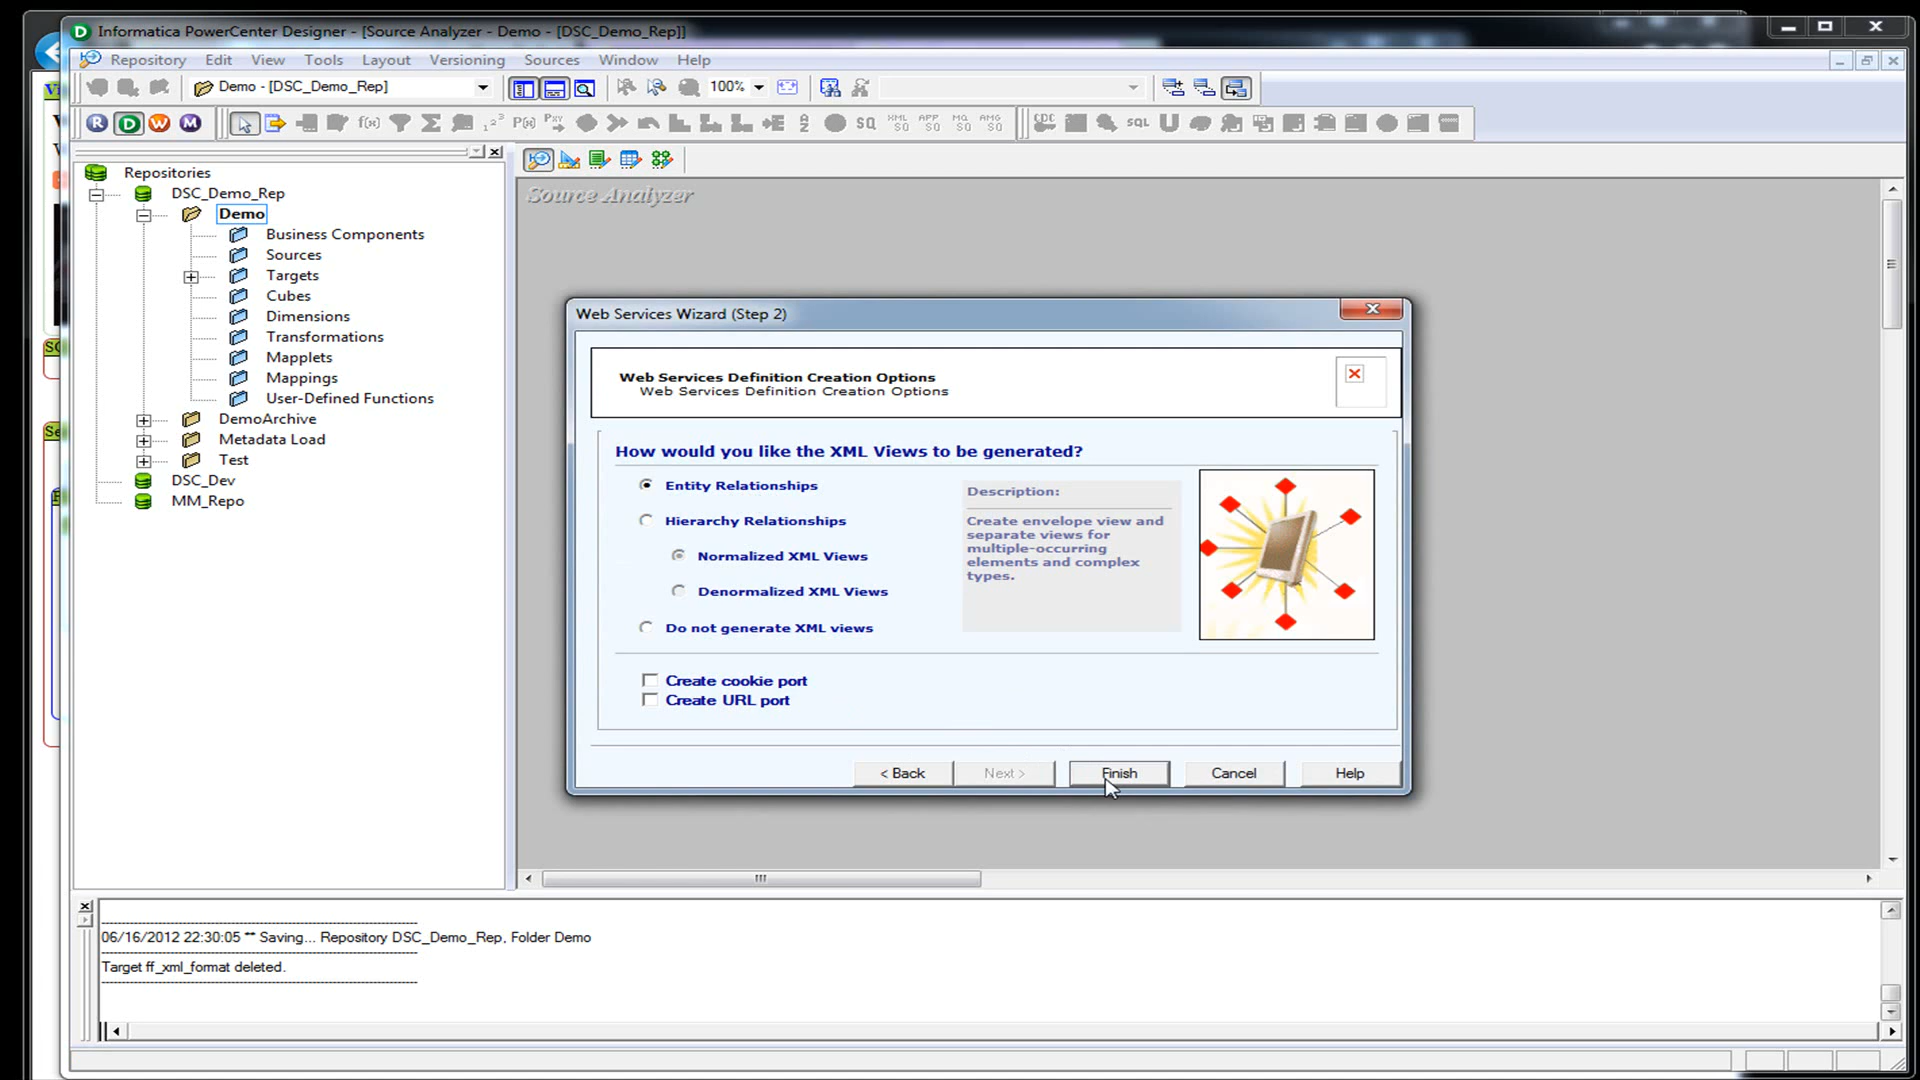 Informatica PowerCenter Designer - [Source Analyzer - Demo - [DSC_Demo_Rep]]
Repository Edit View Tools Layout Versioning Sources Window Help
Demo - [DSC_Demo_Rep]
100%
R D W M
f(x)
P(x)
SQ
SQL
Repositories
DSC_Demo_Rep
Demo
Business Components
Sources
Targets
Cubes
Dimensions
Transformations
Mapplets
Mappings
User-Defined Functions
DemoArchive
Metadata Load
Test
DSC_Dev
MM_Repo
Source Analyzer
Web Services Wizard (Step 2)
Web Services Definition Creation Options
Web Services Definition Creation Options
How would you like the XML Views to be generated?
Entity Relationships
Hierarchy Relationships
Normalized XML Views
Denormalized XML Views
Do not generate XML views
Description:
Create envelope view and
separate views for
multiple-occurring
elements and complex
types.
Create cookie port
Create URL port
< Back
Next >
Finish
Cancel
Help
06/16/2012 22:30:05 ** Saving... Repository DSC_Demo_Rep, Folder Demo
Target ff_xml_format deleted.